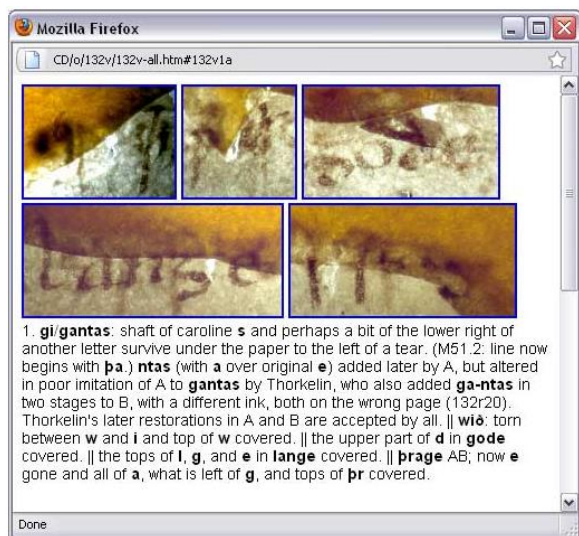 Mozilla Firefox
CD/o/132v/132v-all.htm#132v1a
gode
lange
1. gi/gantas: shaft of caroline s and perhaps a bit of the lower right of
another letter survive under the paper to the left of a tear. (M51.2: line now
begins with þa.) ntas (with a over original e) added later by A, but altered
in poor imitation of A to gantas by Thorkelin, who also added ga-ntas in
two stages to B, with a different ink, both on the wrong page (132r20).
Thorkelin's later restorations in A and B are accepted by all. || wið: torn
between w and i and top of w covered. || the upper part of d in gode
covered. || the tops of l, g, and e in lange covered. || þrage AB; now e
gone and all of a, what is left of g, and tops of þr covered.
Done